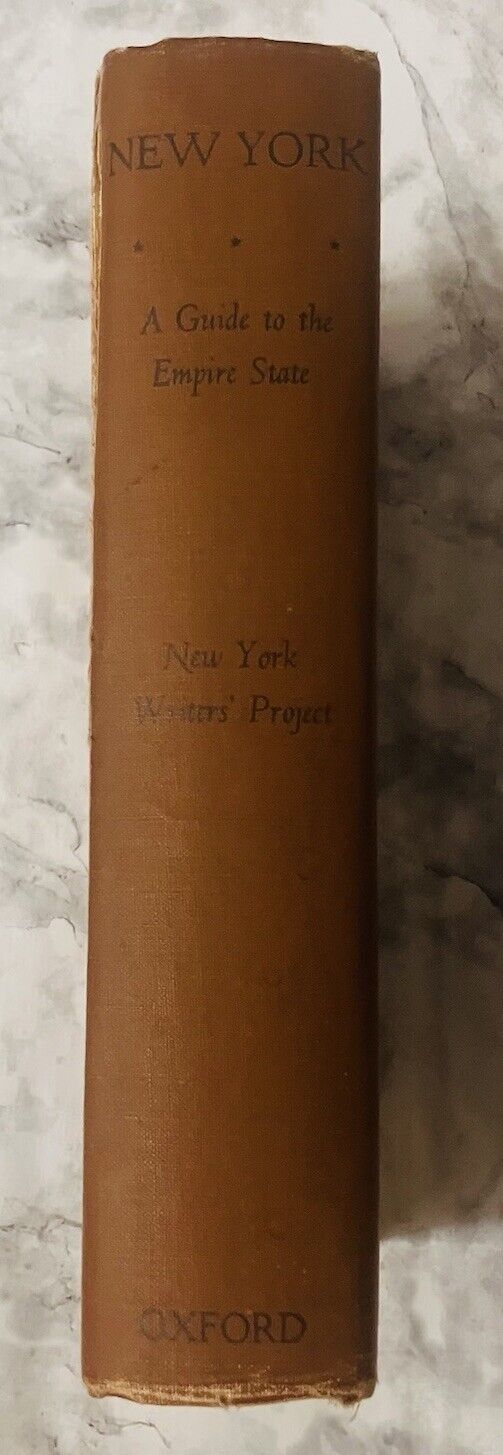 NEW YORK
★ ★ ★
A Guide to the
Empire State
New York
Writers' Project
OXFORD